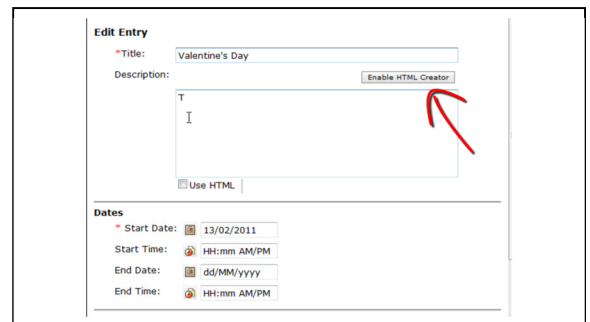 Edit Entry
*Title: Valentine's Day
Description: Enable HTML Creator
T
Use HTML
Dates
* Start Date: 13/02/2011
Start Time: HH:mm AM/PM
End Date: dd/MM/yyyy
End Time: HH:mm AM/PM